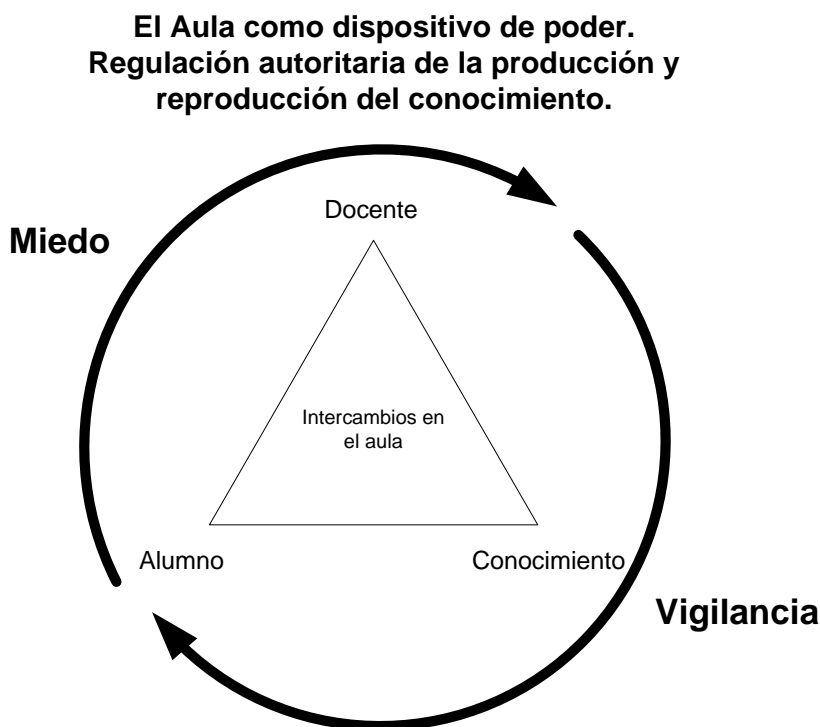 El Aula como dispositivo de poder.
Regulación autoritaria de la producción y
reproducción del conocimiento.
Docente
Miedo
Intercambios en
el aula
Alumno
Conocimiento
Vigilancia